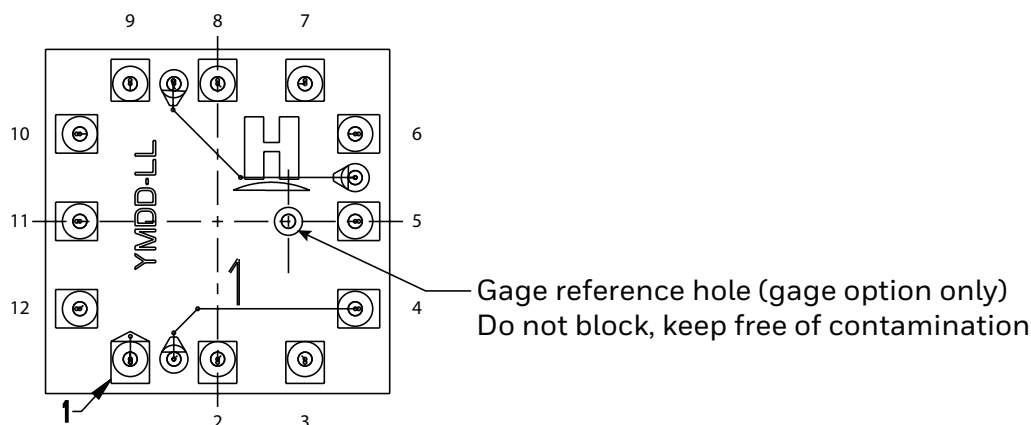 9 8 7
10 6
YMDD-LL
H
11 5
1
12 4
Gage reference hole (gage option only)
Do not block, keep free of contamination
1 2 3